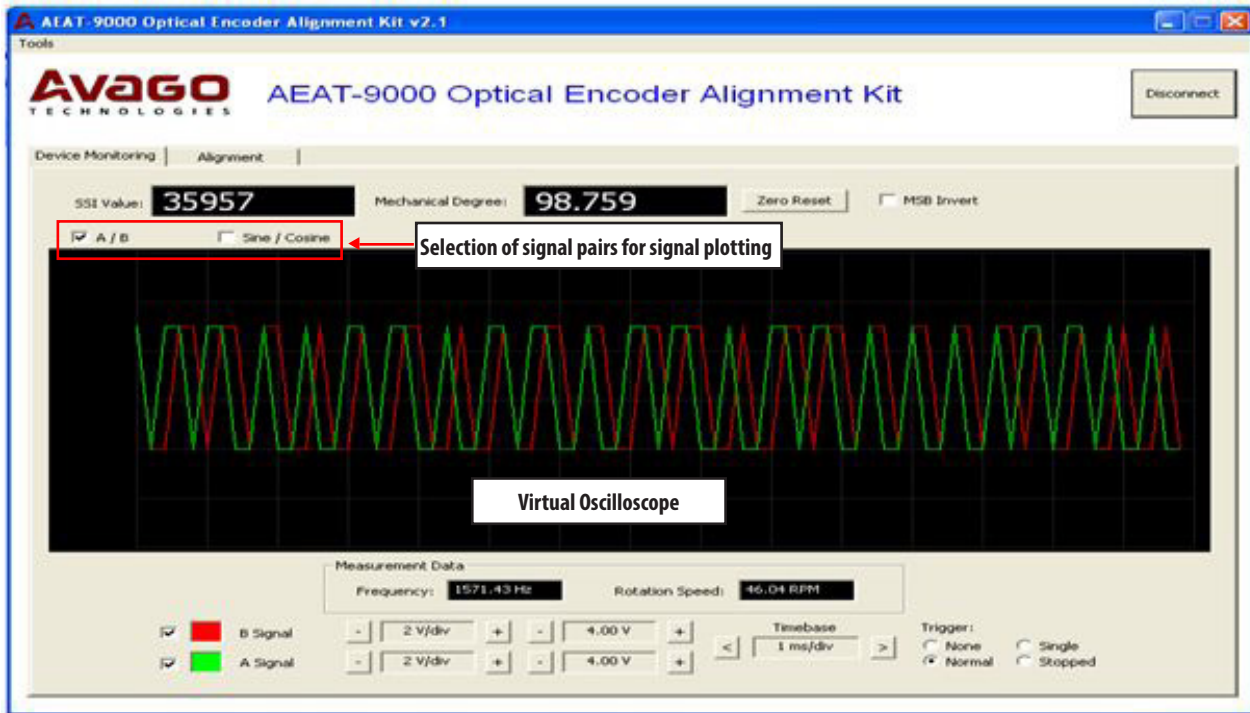 AEAT-9000 Optical Encoder Alignment Kit v2.1
Tools
AVAGO
TECHNOLOGIES
AEAT-9000 Optical Encoder Alignment Kit
Disconnect
Device Monitoring
Alignment
SSI Value: 35957
Mechanical Degree: 98.759
Zero Reset
MSB Invert
A / B
Sine / Cosine
Selection of signal pairs for signal plotting
Virtual Oscilloscope
Measurement Data
Frequency: 1571.43 Hz
Rotation Speed: 46.04 RPM
B Signal
- 2 V/div +
- 4.00 V +
A Signal
- 2 V/div +
- 4.00 V +
Timebase
< 1 ms/div >
Trigger:
None
Single
Normal
Stopped